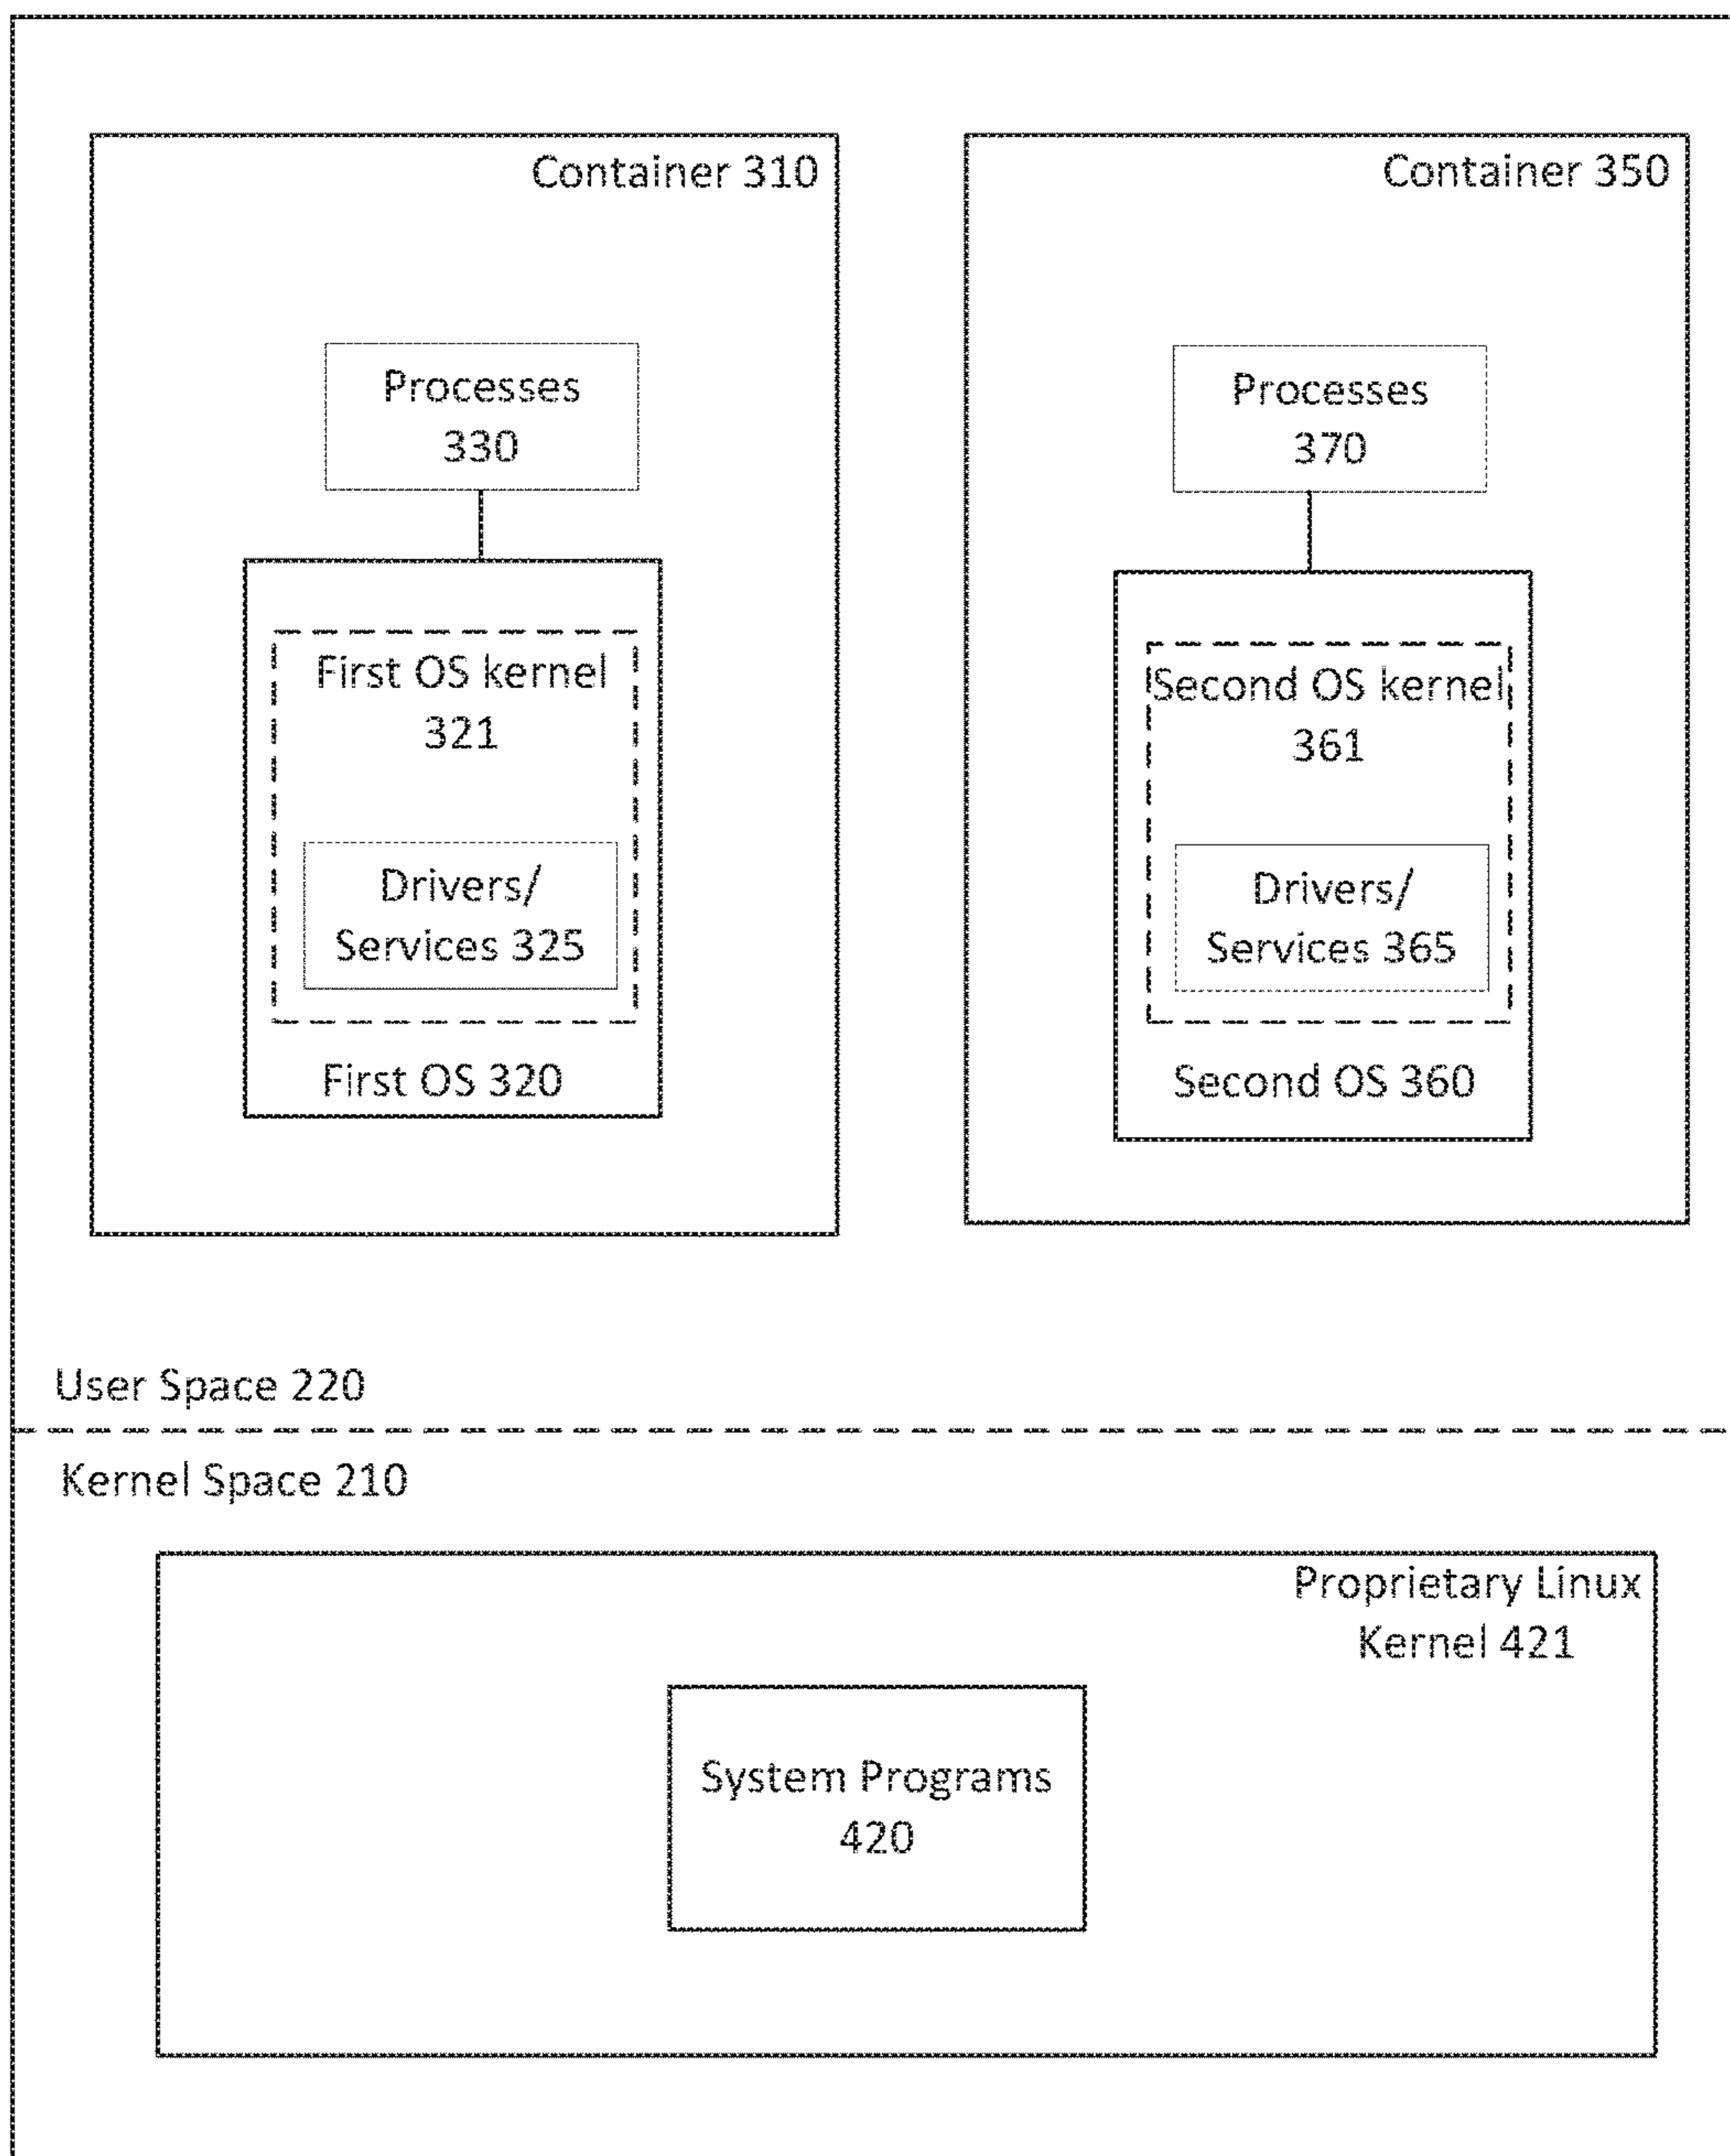 Container 310
Processes
330
First OS kernel
321
Drivers/
Services 325
First OS 320
Container 350
Processes
370
Second OS kernel
361
Drivers/
Services 365
Second OS 360
User Space 220
Kernel Space 210
Proprietary Linux
Kernel 421
System Programs
420